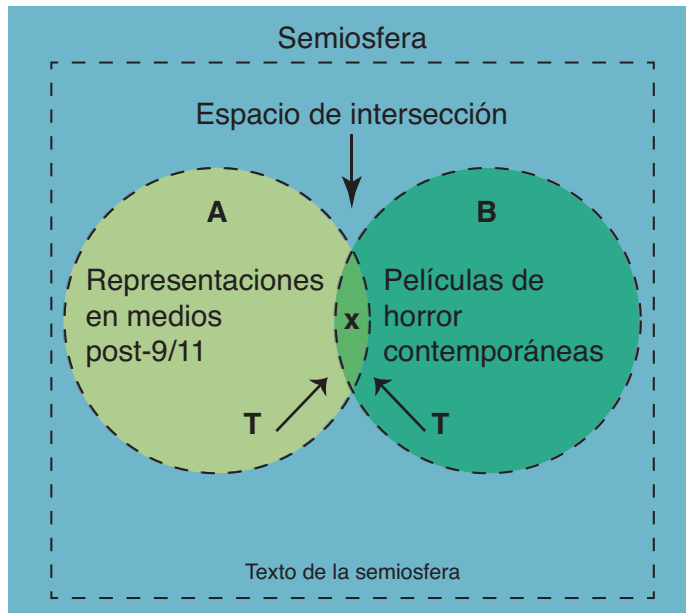 Semiosfera
Espacio de intersección
A
B
Representaciones
en medios
post-9/11
x
Películas de
horror
contemporáneas
T
T
Texto de la semiosfera